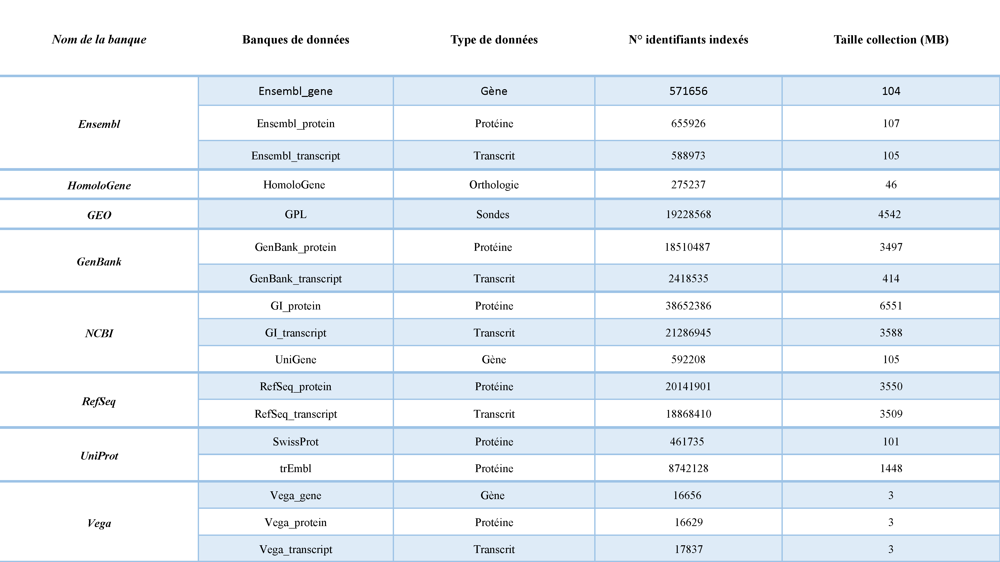 Nom de la banque Banques de données Type de données N° identifiants indexés Taille collection (MB)
Ensembl
Ensembl_gene Gène 571656 104
Ensembl_protein Protéine 655926 107
Ensembl_transcript Transcrit 588973 105
HomoloGene HomoloGene Orthologie 275237 46
GEO GPL Sondes 19228568 4542
GenBank
GenBank_protein Protéine 18510487 3497
GenBank_transcript Transcrit 2418535 414
NCBI
GI_protein Protéine 38652386 6551
GI_transcript Transcrit 21286945 3588
UniGene Gène 592208 105
RefSeq
RefSeq_protein Protéine 20141901 3550
RefSeq_transcript Transcrit 18868410 3509
UniProt
SwissProt Protéine 461735 101
trEmbl Protéine 8742128 1448
Vega
Vega_gene Gène 16656 3
Vega_protein Protéine 16629 3
Vega_transcript Transcrit 17837 3